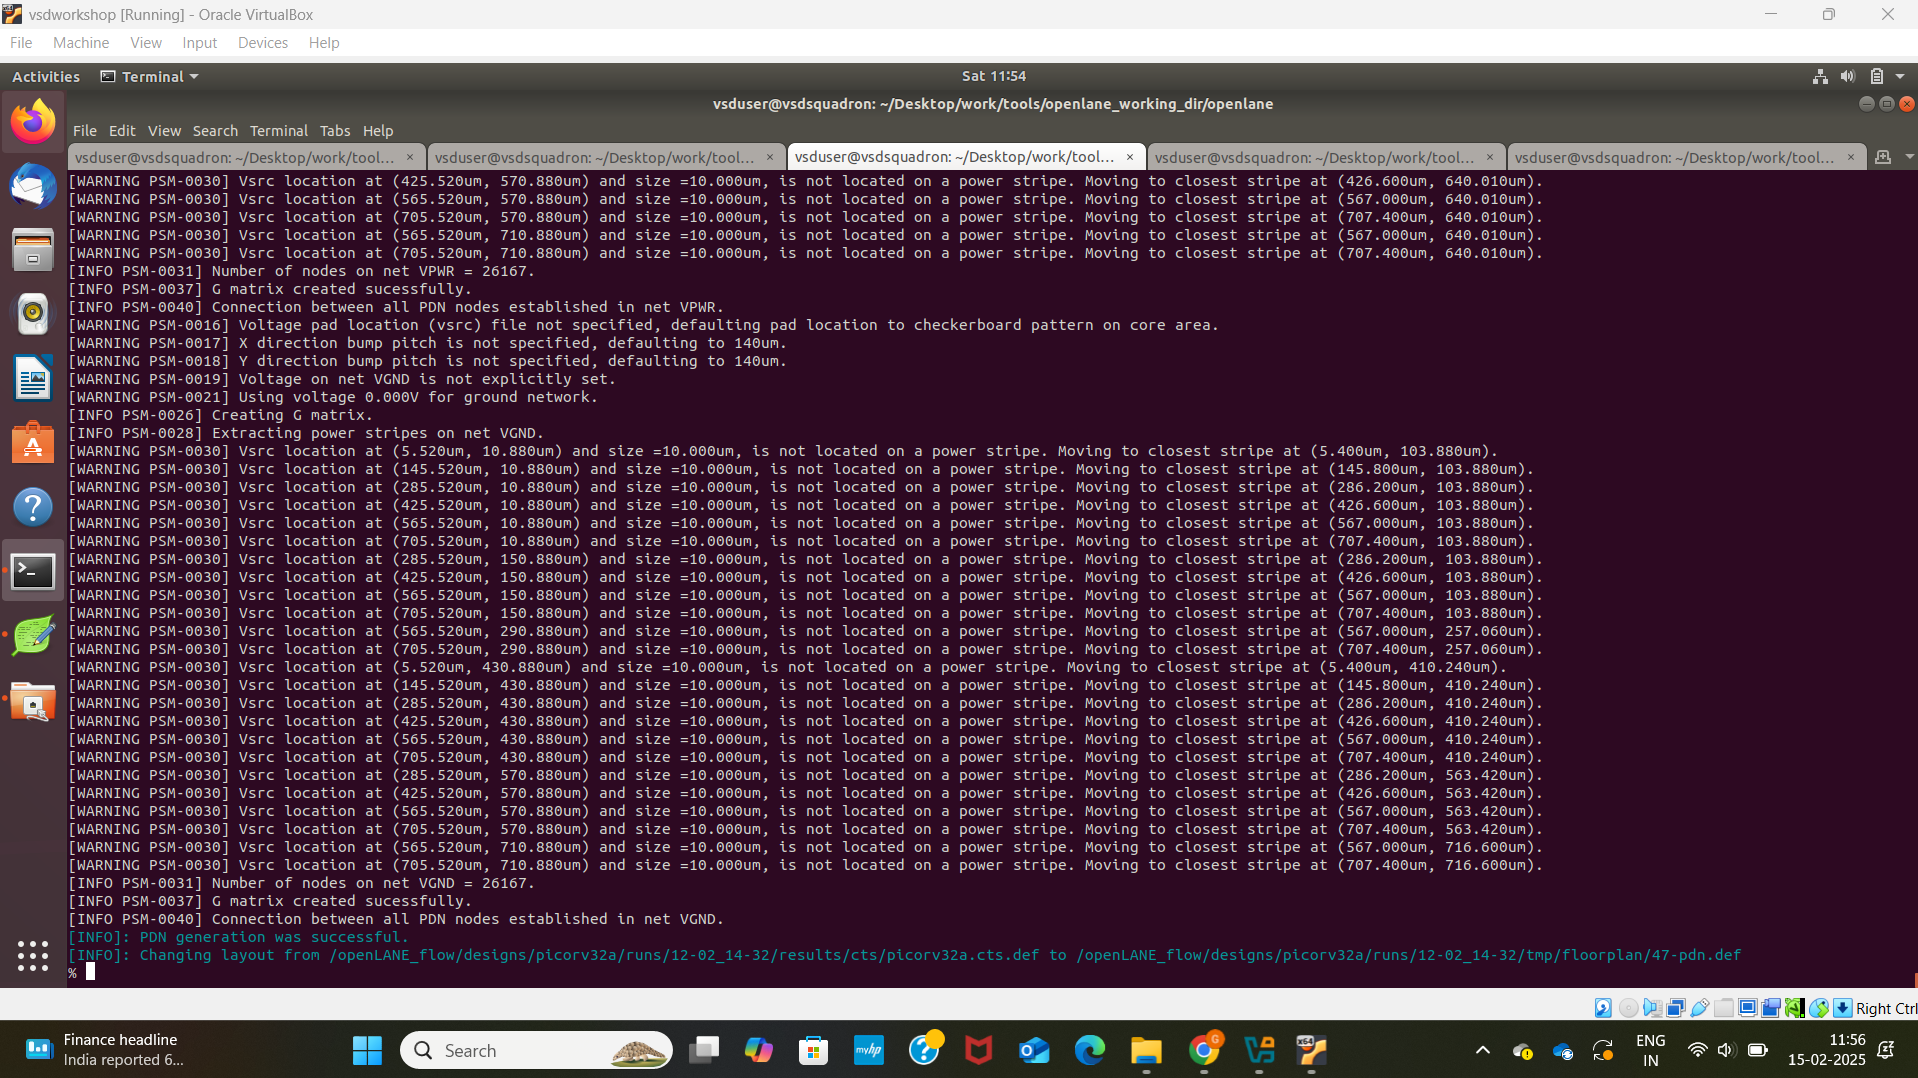 vsdworkshop [Running] - Oracle VirtualBox
File Machine View Input Devices Help
Activities Terminal Sat 11:54
vsduser@vsdsquadron: ~/Desktop/work/tools/openlane_working_dir/openlane
File Edit View Search Terminal Tabs Help
vsduser@vsdsquadron: ~/Desktop/work/tool... × vsduser@vsdsquadron: ~/Desktop/work/tool... × vsduser@vsdsquadron: ~/Desktop/work/tool... × vsduser@vsdsquadron: ~/Desktop/work/tool... × vsduser@vsdsquadron: ~/Desktop/work/tool... ×
[WARNING PSM-0030] Vsrc location at (425.520um, 570.880um) and size =10.000um, is not located on a power stripe. Moving to closest stripe at (426.600um, 640.010um).
[WARNING PSM-0030] Vsrc location at (565.520um, 570.880um) and size =10.000um, is not located on a power stripe. Moving to closest stripe at (567.000um, 640.010um).
[WARNING PSM-0030] Vsrc location at (705.520um, 570.880um) and size =10.000um, is not located on a power stripe. Moving to closest stripe at (707.400um, 640.010um).
[WARNING PSM-0030] Vsrc location at (565.520um, 710.880um) and size =10.000um, is not located on a power stripe. Moving to closest stripe at (567.000um, 640.010um).
[WARNING PSM-0030] Vsrc location at (705.520um, 710.880um) and size =10.000um, is not located on a power stripe. Moving to closest stripe at (707.400um, 640.010um).
[INFO PSM-0031] Number of nodes on net VPWR = 26167.
[INFO PSM-0037] G matrix created sucessfully.
[INFO PSM-0040] Connection between all PDN nodes established in net VPWR.
[WARNING PSM-0016] Voltage pad location (vsrc) file not specified, defaulting pad location to checkerboard pattern on core area.
[WARNING PSM-0017] X direction bump pitch is not specified, defaulting to 140um.
[WARNING PSM-0018] Y direction bump pitch is not specified, defaulting to 140um.
[WARNING PSM-0019] Voltage on net VGND is not explicitly set.
[WARNING PSM-0021] Using voltage 0.000V for ground network.
[INFO PSM-0026] Creating G matrix.
[INFO PSM-0028] Extracting power stripes on net VGND.
[WARNING PSM-0030] Vsrc location at (5.520um, 10.880um) and size =10.000um, is not located on a power stripe. Moving to closest stripe at (5.400um, 103.880um).
[WARNING PSM-0030] Vsrc location at (145.520um, 10.880um) and size =10.000um, is not located on a power stripe. Moving to closest stripe at (145.800um, 103.880um).
[WARNING PSM-0030] Vsrc location at (285.520um, 10.880um) and size =10.000um, is not located on a power stripe. Moving to closest stripe at (286.200um, 103.880um).
[WARNING PSM-0030] Vsrc location at (425.520um, 10.880um) and size =10.000um, is not located on a power stripe. Moving to closest stripe at (426.600um, 103.880um).
[WARNING PSM-0030] Vsrc location at (565.520um, 10.880um) and size =10.000um, is not located on a power stripe. Moving to closest stripe at (567.000um, 103.880um).
[WARNING PSM-0030] Vsrc location at (705.520um, 10.880um) and size =10.000um, is not located on a power stripe. Moving to closest stripe at (707.400um, 103.880um).
[WARNING PSM-0030] Vsrc location at (285.520um, 150.880um) and size =10.000um, is not located on a power stripe. Moving to closest stripe at (286.200um, 103.880um).
[WARNING PSM-0030] Vsrc location at (425.520um, 150.880um) and size =10.000um, is not located on a power stripe. Moving to closest stripe at (426.600um, 103.880um).
[WARNING PSM-0030] Vsrc location at (565.520um, 150.880um) and size =10.000um, is not located on a power stripe. Moving to closest stripe at (567.000um, 103.880um).
[WARNING PSM-0030] Vsrc location at (705.520um, 150.880um) and size =10.000um, is not located on a power stripe. Moving to closest stripe at (707.400um, 103.880um).
[WARNING PSM-0030] Vsrc location at (565.520um, 290.880um) and size =10.000um, is not located on a power stripe. Moving to closest stripe at (567.000um, 257.060um).
[WARNING PSM-0030] Vsrc location at (705.520um, 290.880um) and size =10.000um, is not located on a power stripe. Moving to closest stripe at (707.400um, 257.060um).
[WARNING PSM-0030] Vsrc location at (5.520um, 430.880um) and size =10.000um, is not located on a power stripe. Moving to closest stripe at (5.400um, 410.240um).
[WARNING PSM-0030] Vsrc location at (145.520um, 430.880um) and size =10.000um, is not located on a power stripe. Moving to closest stripe at (145.800um, 410.240um).
[WARNING PSM-0030] Vsrc location at (285.520um, 430.880um) and size =10.000um, is not located on a power stripe. Moving to closest stripe at (286.200um, 410.240um).
[WARNING PSM-0030] Vsrc location at (425.520um, 430.880um) and size =10.000um, is not located on a power stripe. Moving to closest stripe at (426.600um, 410.240um).
[WARNING PSM-0030] Vsrc location at (565.520um, 430.880um) and size =10.000um, is not located on a power stripe. Moving to closest stripe at (567.000um, 410.240um).
[WARNING PSM-0030] Vsrc location at (705.520um, 430.880um) and size =10.000um, is not located on a power stripe. Moving to closest stripe at (707.400um, 410.240um).
[WARNING PSM-0030] Vsrc location at (285.520um, 570.880um) and size =10.000um, is not located on a power stripe. Moving to closest stripe at (286.200um, 563.420um).
[WARNING PSM-0030] Vsrc location at (425.520um, 570.880um) and size =10.000um, is not located on a power stripe. Moving to closest stripe at (426.600um, 563.420um).
[WARNING PSM-0030] Vsrc location at (565.520um, 570.880um) and size =10.000um, is not located on a power stripe. Moving to closest stripe at (567.000um, 563.420um).
[WARNING PSM-0030] Vsrc location at (705.520um, 570.880um) and size =10.000um, is not located on a power stripe. Moving to closest stripe at (707.400um, 563.420um).
[WARNING PSM-0030] Vsrc location at (565.520um, 710.880um) and size =10.000um, is not located on a power stripe. Moving to closest stripe at (567.000um, 716.600um).
[WARNING PSM-0030] Vsrc location at (705.520um, 710.880um) and size =10.000um, is not located on a power stripe. Moving to closest stripe at (707.400um, 716.600um).
[INFO PSM-0031] Number of nodes on net VGND = 26167.
[INFO PSM-0037] G matrix created sucessfully.
[INFO PSM-0040] Connection between all PDN nodes established in net VGND.
[INFO]: PDN generation was successful.
[INFO]: Changing layout from /openLANE_flow/designs/picorv32a/runs/12-02_14-32/results/cts/picorv32a.cts.def to /openLANE_flow/designs/picorv32a/runs/12-02_14-32/tmp/floorplan/47-pdn.def
%
Right Ctrl
Finance headline
India reported 6...
Search
myhp
G
X64
ENG
IN
11:56
15-02-2025